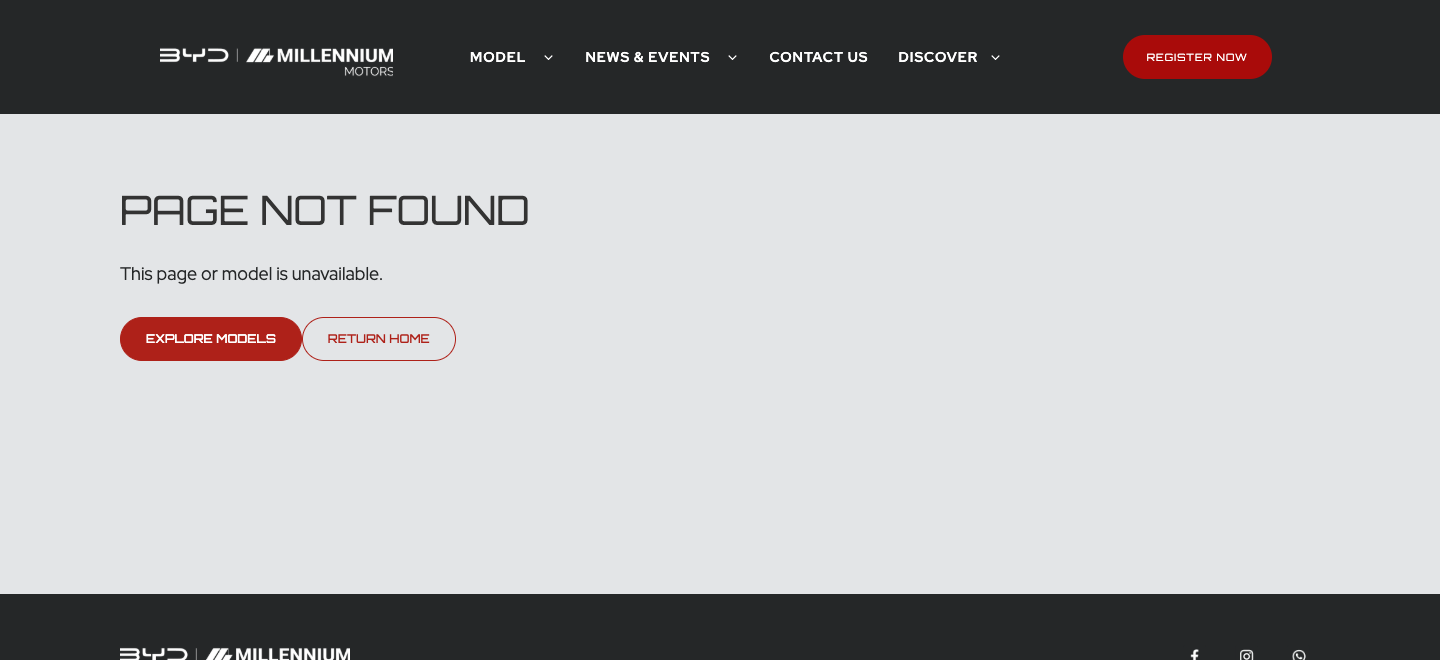 BYD | MILLENNIUM
MOTORS
MODEL
NEWS & EVENTS
CONTACT US
DISCOVER
REGISTER NOW
PAGE NOT FOUND
This page or model is unavailable.
EXPLORE MODELS
RETURN HOME
BYD | MILLENNIUM